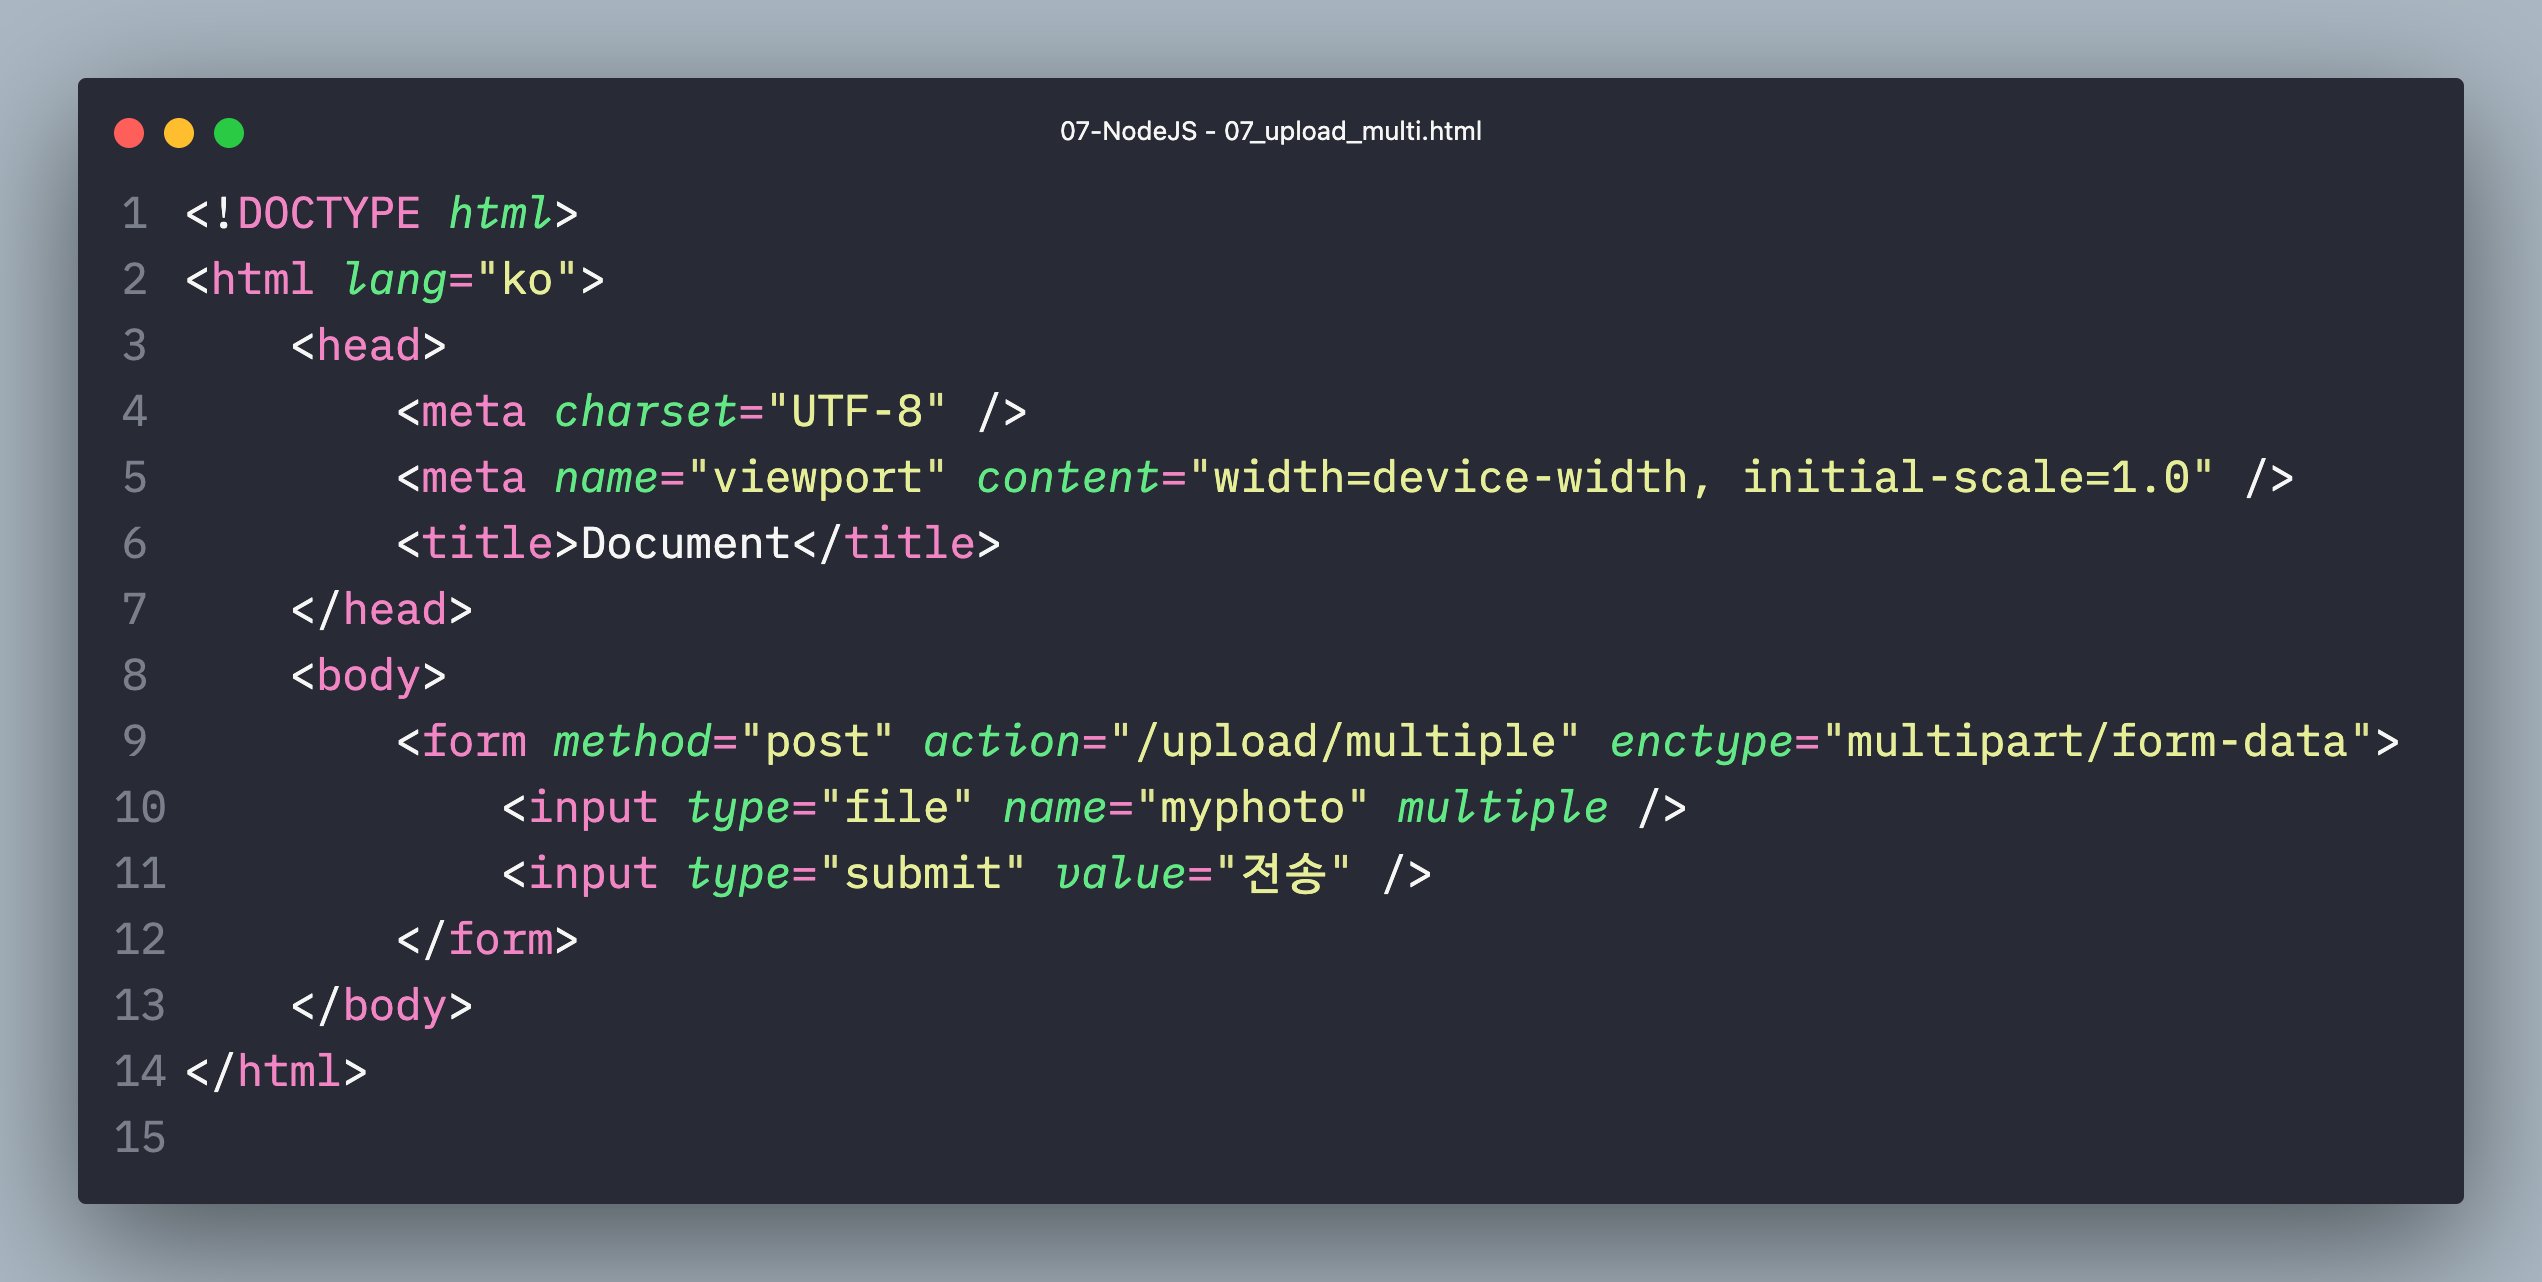 07-NodeJS - 07_upload_multi.html
1 <!DOCTYPE html>
2 <html lang="ko">
3     <head>
4         <meta charset="UTF-8" />
5         <meta name="viewport" content="width=device-width, initial-scale=1.0" />
6         <title>Document</title>
7     </head>
8     <body>
9         <form method="post" action="/upload/multiple" enctype="multipart/form-data">
10             <input type="file" name="myphoto" multiple />
11             <input type="submit" value="전송" />
12         </form>
13     </body>
14 </html>
15